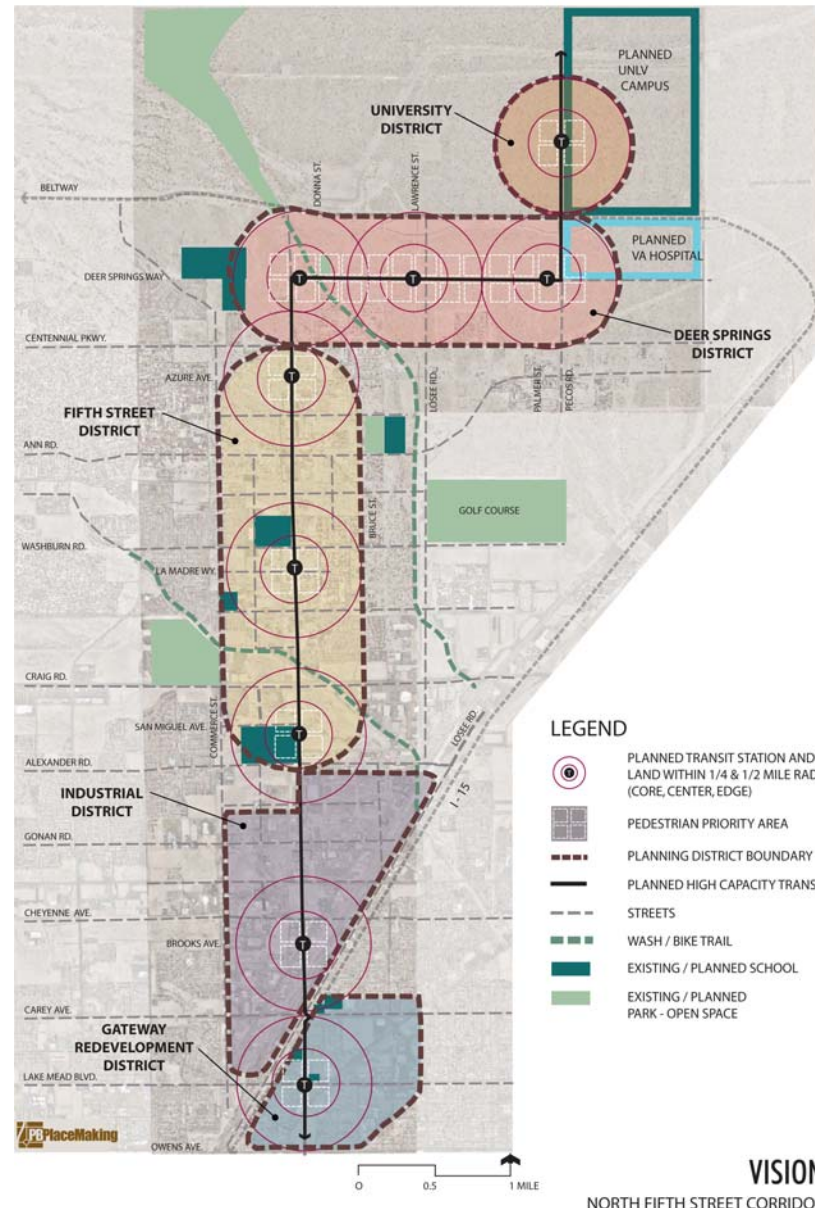 PLANNED
UNLV
CAMPUS
UNIVERSITY
DISTRICT
T
BELTWAY
DONNA ST.
LAWRENCE ST.
PLANNED
VA HOSPITAL
DEER SPRINGS WAY
T
T
T
DEER SPRINGS
DISTRICT
CENTENNIAL PKWY.
AZURE AVE.
T
LOSEE RD.
PALMER ST.
PECOS RD.
FIFTH STREET
DISTRICT
ANN RD.
BRUCE ST.
GOLF COURSE
WASHBURN RD.
LA MADRE WY.
T
CRAIG RD.
COMMERCE ST.
SAN MIGUEL AVE.
T
LOSEE RD.
ALEXANDER RD.
INDUSTRIAL
DISTRICT
I - 15
GONAN RD.
CHEYENNE AVE.
BROOKS AVE.
T
CAREY AVE.
GATEWAY
REDEVELOPMENT
DISTRICT
LAKE MEAD BLVD.
T
OWENS AVE.
PBPlaceMaking
0 0.5 1 MILE
LEGEND
T
PLANNED TRANSIT STATION AND
LAND WITHIN 1/4 & 1/2 MILE RAD
(CORE, CENTER, EDGE)
PEDESTRIAN PRIORITY AREA
PLANNING DISTRICT BOUNDARY
PLANNED HIGH CAPACITY TRANS
STREETS
WASH / BIKE TRAIL
EXISTING / PLANNED SCHOOL
EXISTING / PLANNED
PARK - OPEN SPACE
VISION
NORTH FIFTH STREET CORRIDO